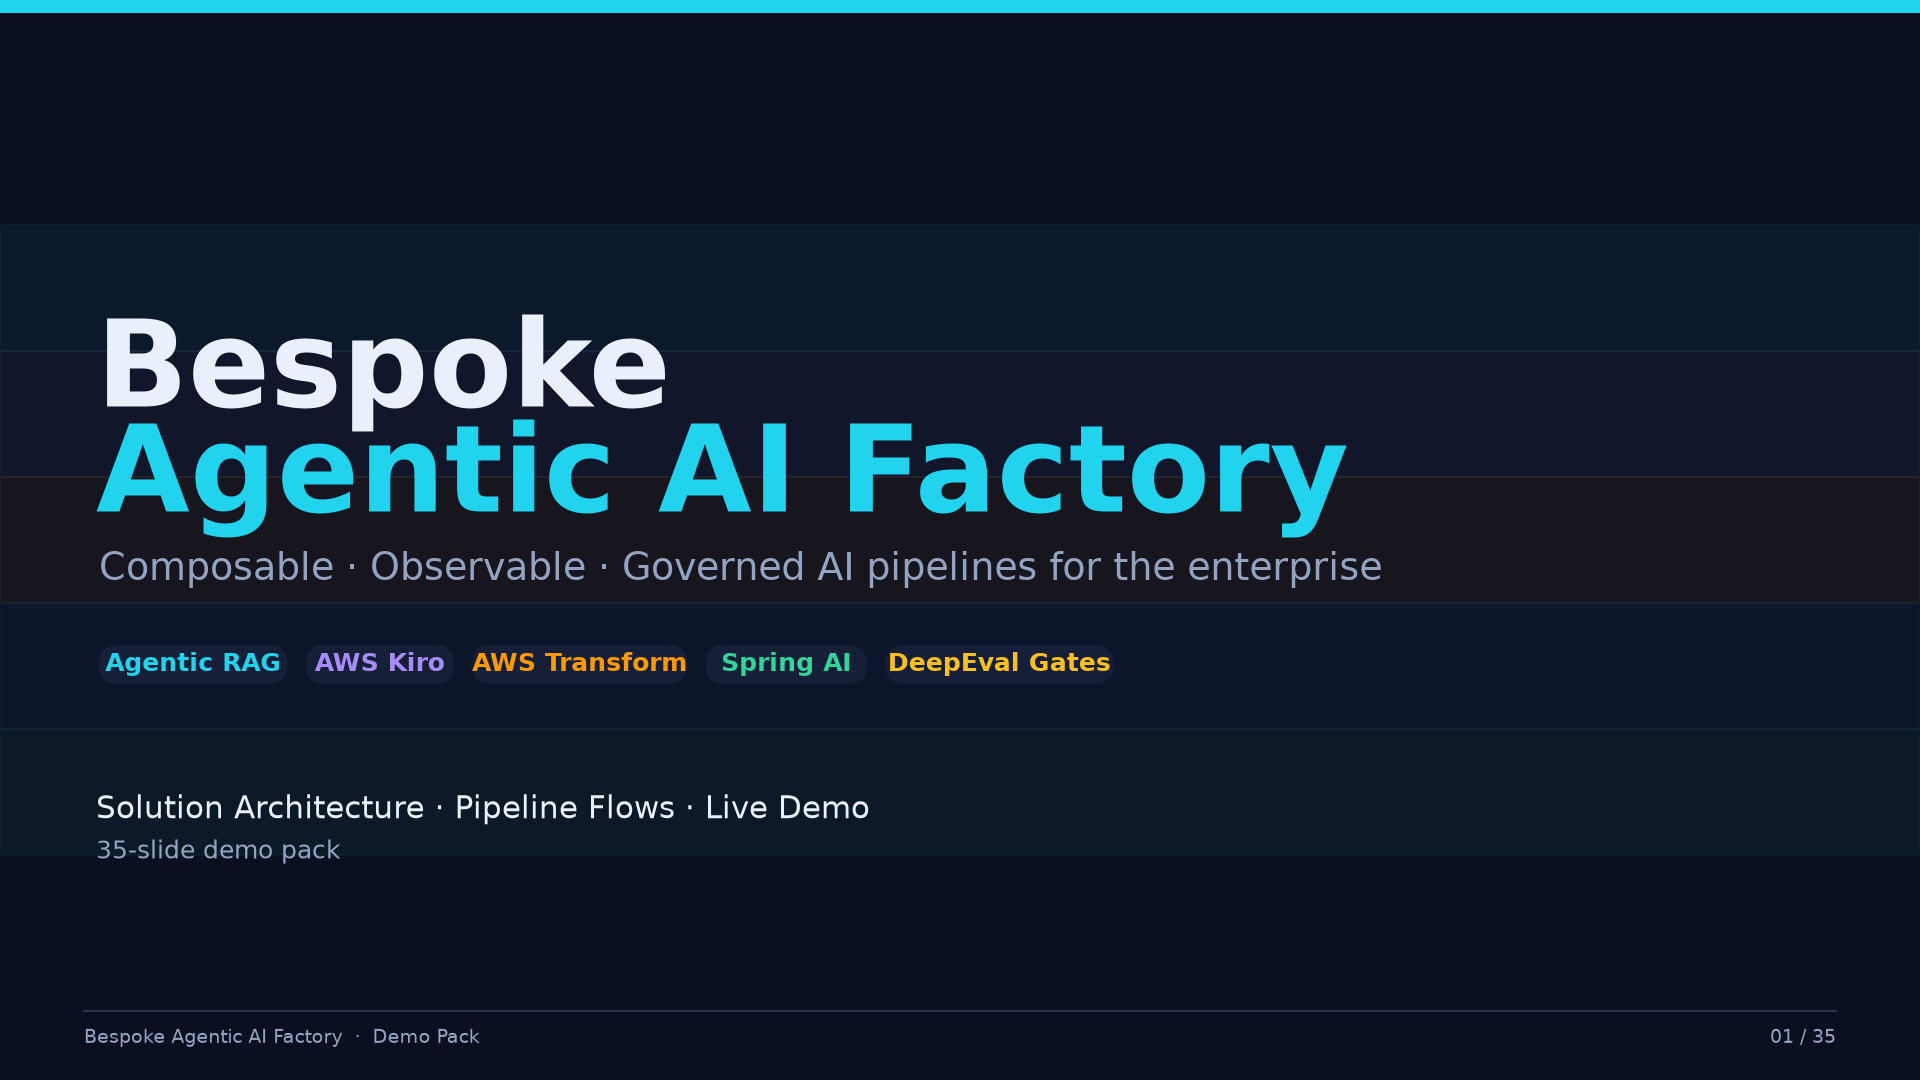 Bespoke
Agentic AI Factory
Composable · Observable · Governed AI pipelines for the enterprise
Agentic RAG AWS Kiro AWS Transform Spring AI DeepEval Gates
Solution Architecture · Pipeline Flows · Live Demo
35-slide demo pack
Bespoke Agentic AI Factory · Demo Pack 01 / 35